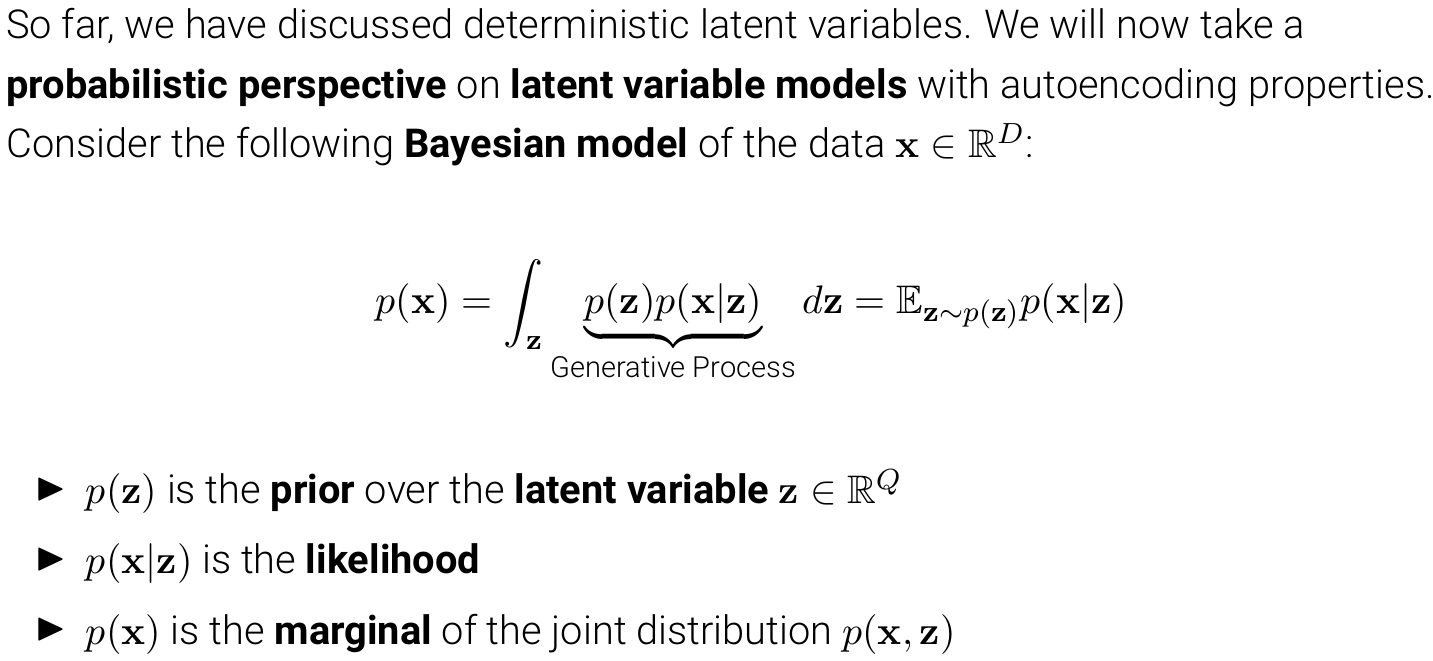 So far, we have discussed deterministic latent variables. We will now take a
probabilistic perspective on latent variable models with autoencoding properties.
Consider the following Bayesian model of the data x ∈ ℝ^D:
p(x) = ∫_z p(z)p(x|z) dz = 𝔼_{z∼p(z)} p(x|z)
Generative Process
▶ p(z) is the prior over the latent variable z ∈ ℝ^Q
▶ p(x|z) is the likelihood
▶ p(x) is the marginal of the joint distribution p(x, z)